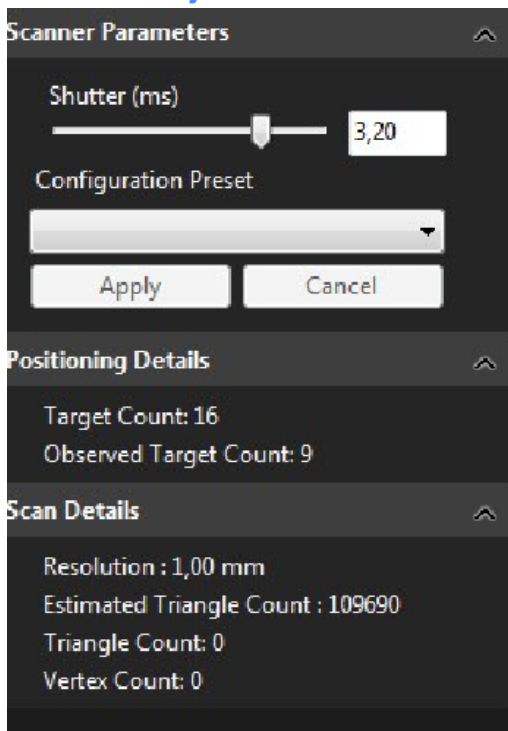 Scanner Parameters
Shutter (ms)
3,20
Configuration Preset
Apply Cancel
Positioning Details
Target Count: 16
Observed Target Count: 9
Scan Details
Resolution : 1,00 mm
Estimated Triangle Count : 109690
Triangle Count: 0
Vertex Count: 0